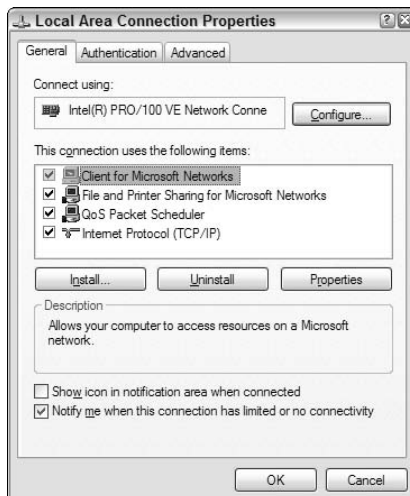 Local Area Connection Properties
General Authentication Advanced
Connect using:
Intel(R) PRO/100 VE Network Conne
Configure...
This connection uses the following items:
Client for Microsoft Networks
File and Printer Sharing for Microsoft Networks
QoS Packet Scheduler
Internet Protocol (TCP/IP)
Install... Uninstall Properties
Description
Allows your computer to access resources on a Microsoft
network.
Show icon in notification area when connected
Notify me when this connection has limited or no connectivity
OK Cancel